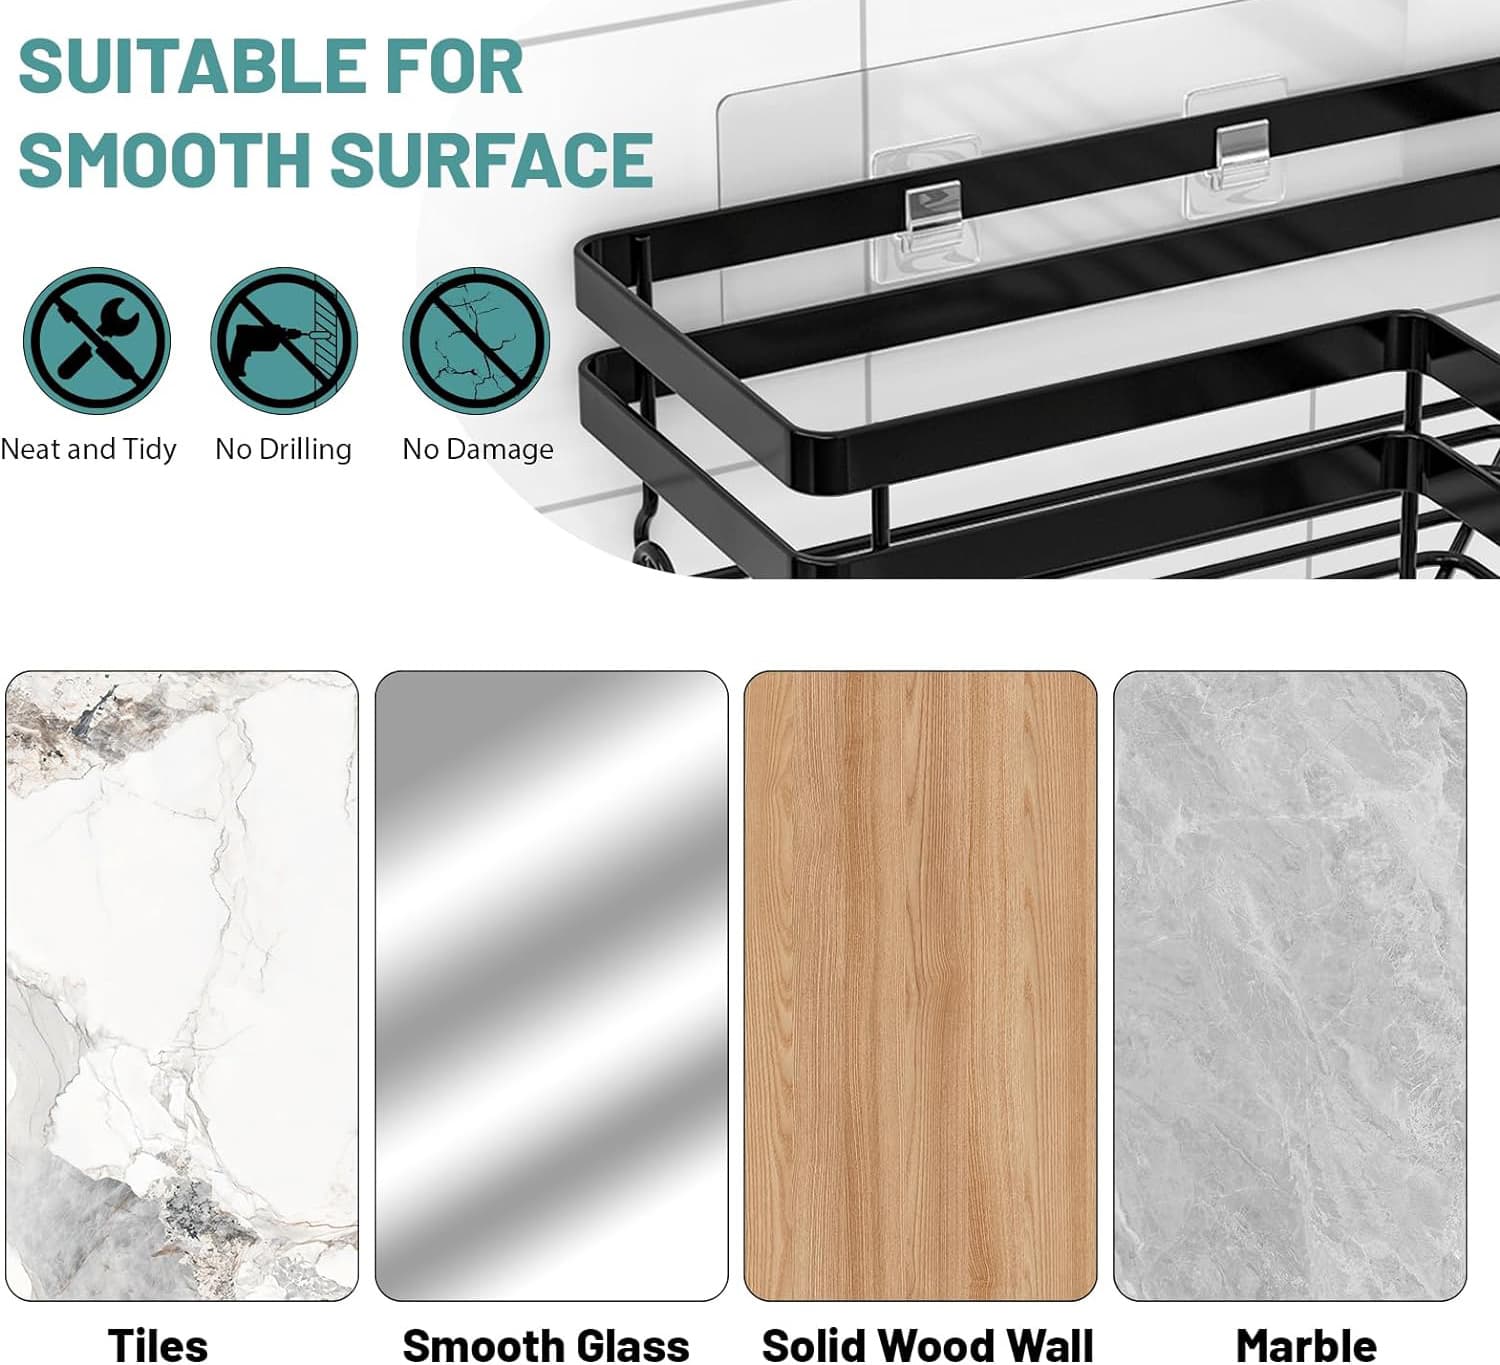 SUITABLE FOR
SMOOTH SURFACE
Neat and Tidy
No Drilling
No Damage
Tiles
Smooth Glass
Solid Wood Wall
Marble